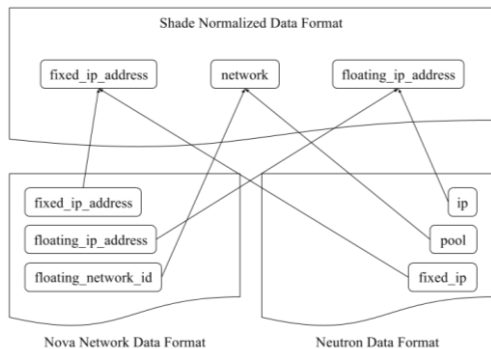 Shade Normalized Data Format
fixed_ip_address
network
floating_ip_address
fixed_ip_address
floating_ip_address
floating_network_id
ip
pool
fixed_ip
Nova Network Data Format
Neutron Data Format